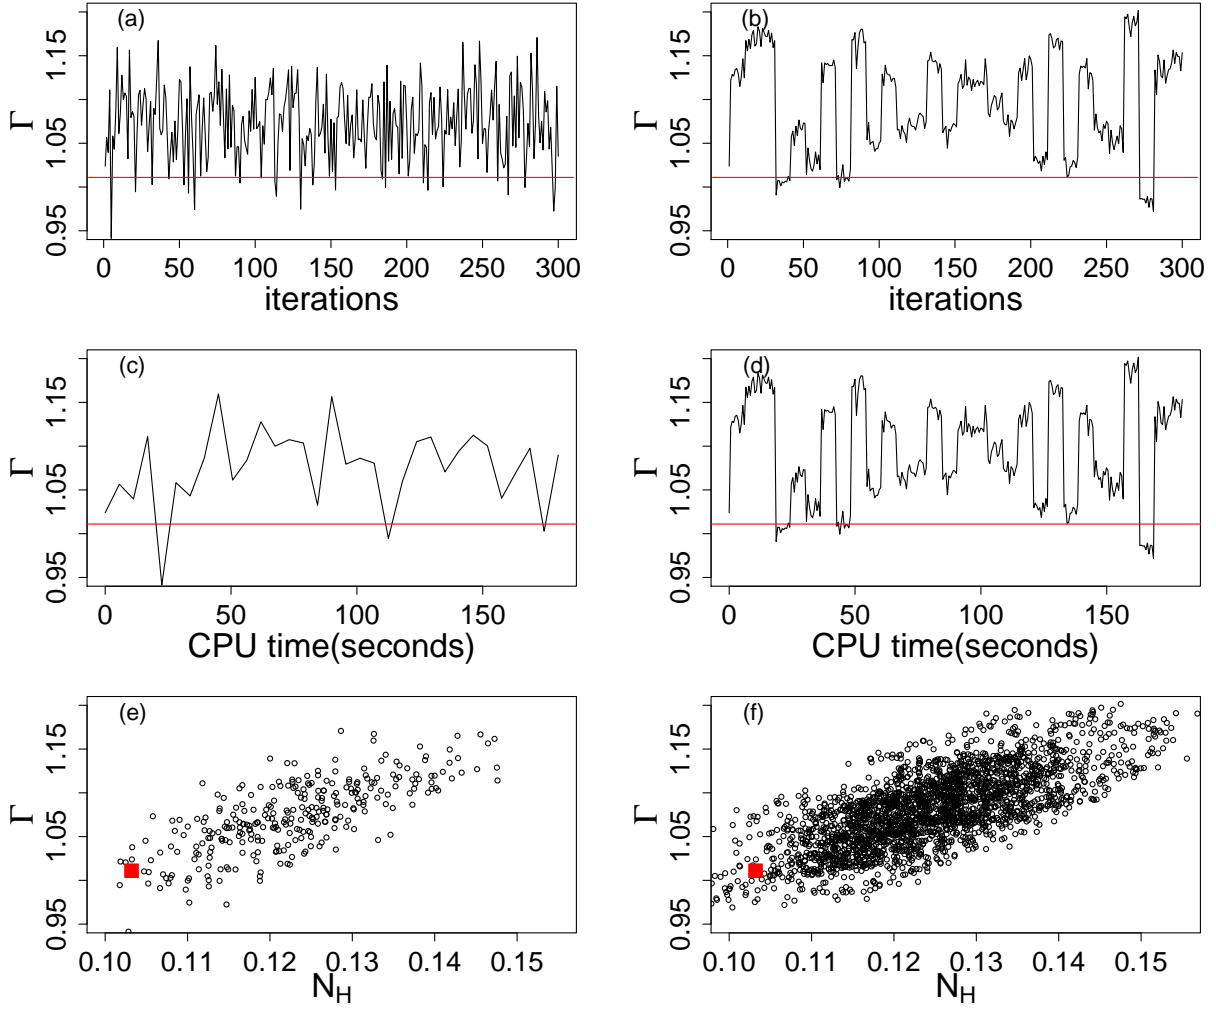 (a)
Γ
0.95 1.05 1.15
0 50 100 150 200 250 300
iterations
(b)
Γ
0.95 1.05 1.15
0 50 100 150 200 250 300
iterations
(c)
Γ
0.95 1.05 1.15
0 50 100 150
CPU time(seconds)
(d)
Γ
0.95 1.05 1.15
0 50 100 150
CPU time(seconds)
(e)
Γ
0.95 1.05 1.15
0.10 0.11 0.12 0.13 0.14 0.15
N_H
(f)
Γ
0.95 1.05 1.15
0.10 0.11 0.12 0.13 0.14 0.15
N_H